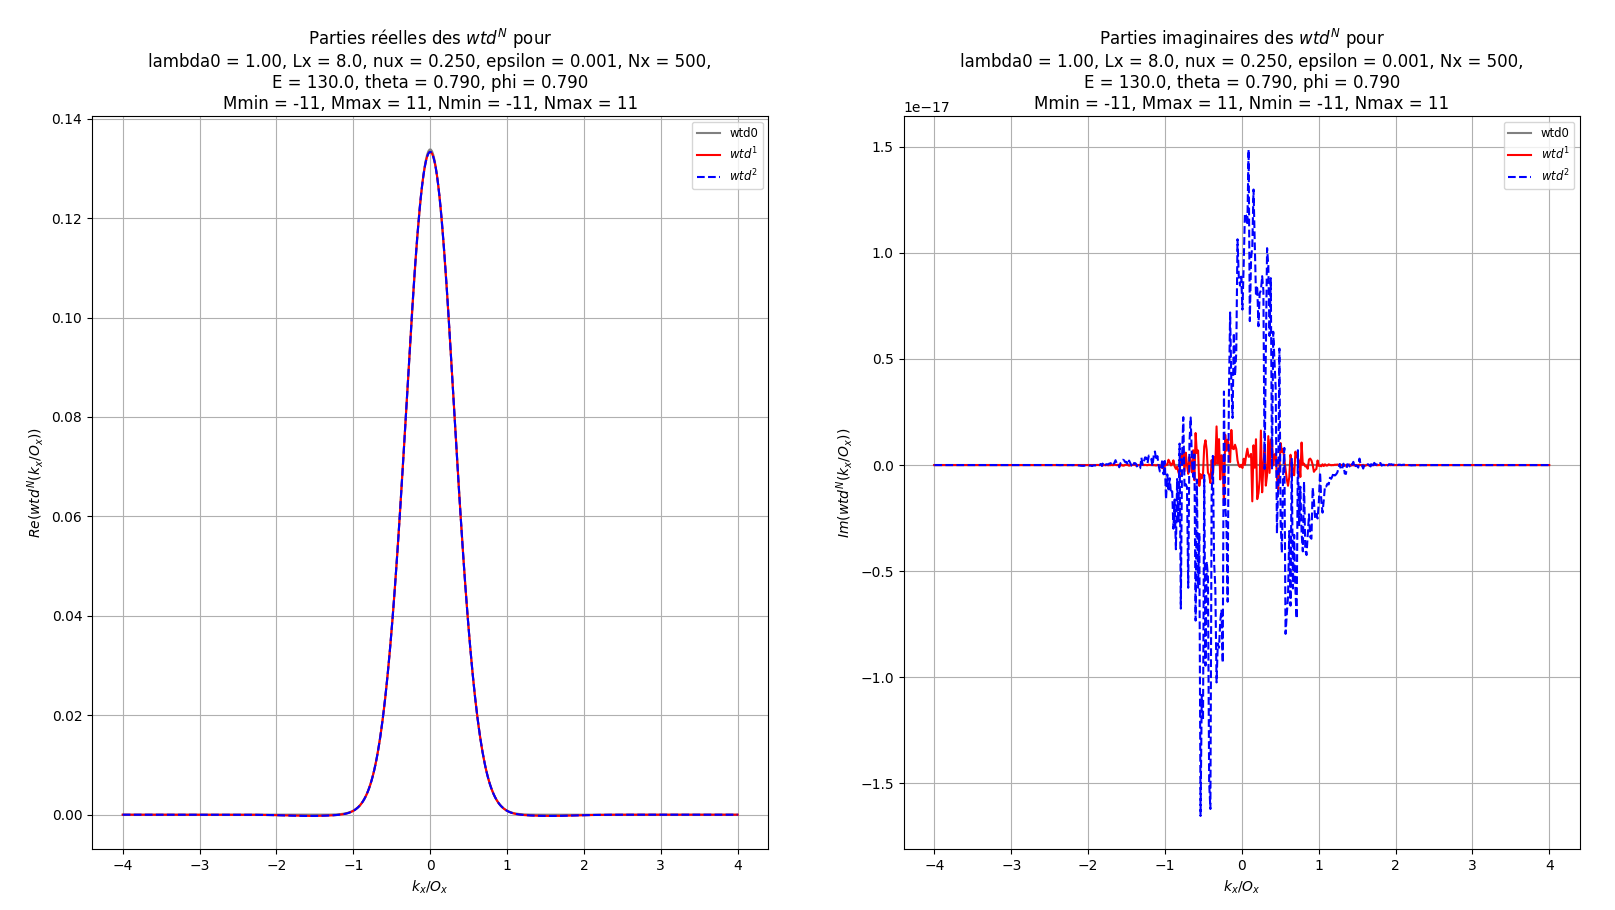 Parties réelles des wtd^N pour
lambda0 = 1.00, Lx = 8.0, nux = 0.250, epsilon = 0.001, Nx = 500,
E = 130.0, theta = 0.790, phi = 0.790
Mmin = -11, Mmax = 11, Nmin = -11, Nmax = 11
wtd0
wtd^1
wtd^2
0.14
0.12
0.10
0.08
0.06
0.04
0.02
0.00
Re(wtd^N(k_x/O_x))
−4 −3 −2 −1 0 1 2 3 4
k_x/O_x
Parties imaginaires des wtd^N pour
lambda0 = 1.00, Lx = 8.0, nux = 0.250, epsilon = 0.001, Nx = 500,
E = 130.0, theta = 0.790, phi = 0.790
Mmin = -11, Mmax = 11, Nmin = -11, Nmax = 11
1e−17
wtd0
wtd^1
wtd^2
1.5
1.0
0.5
0.0
−0.5
−1.0
−1.5
Im(wtd^N(k_x/O_x))
−4 −3 −2 −1 0 1 2 3 4
k_x/O_x